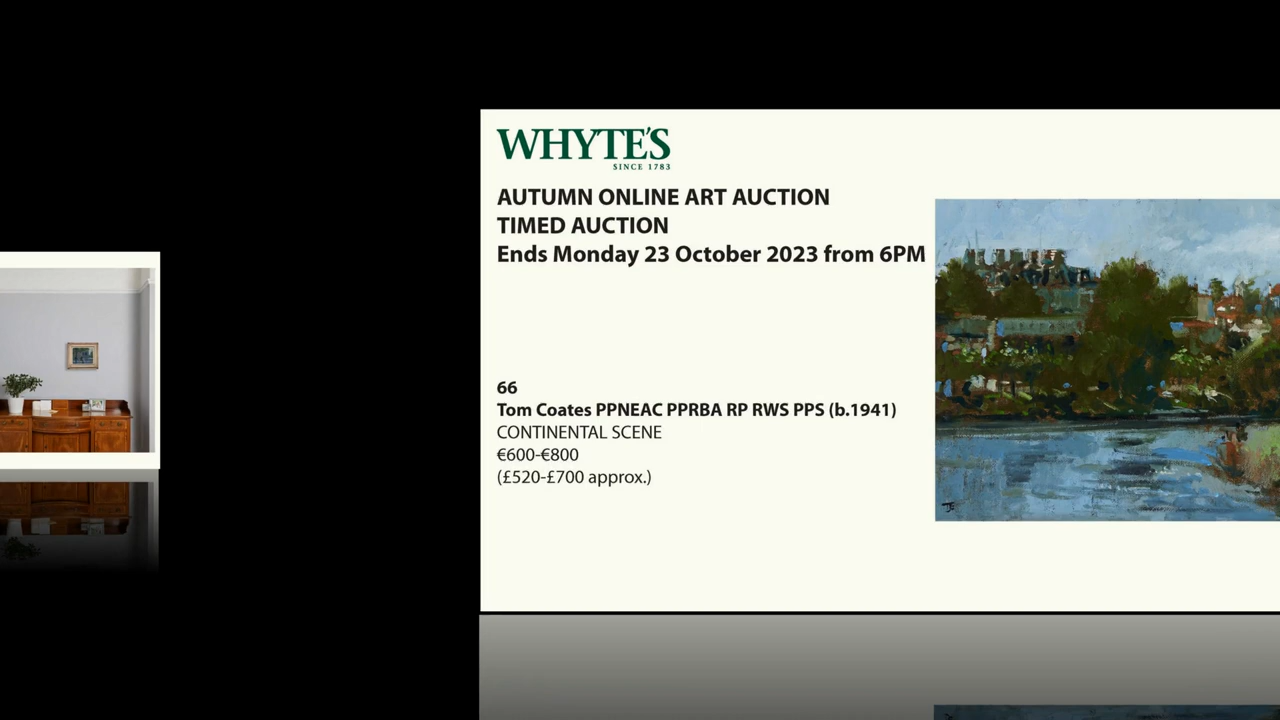 WHYTE'S
SINCE 1783
AUTUMN ONLINE ART AUCTION
TIMED AUCTION
Ends Monday 23 October 2023 from 6PM
66
Tom Coates PPNEAC PPRBA RP RWS PPS (b.1941)
CONTINENTAL SCENE
€600-€800
(£520-£700 approx.)